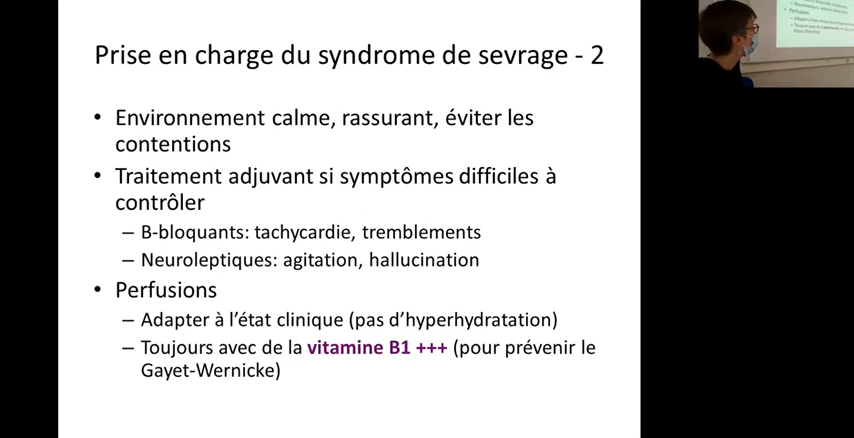 Prise en charge du syndrome de sevrage - 2
• Environnement calme, rassurant, éviter les
contentions
• Traitement adjuvant si symptômes difficiles à
contrôler
– B-bloquants: tachycardie, tremblements
– Neuroleptiques: agitation, hallucination
• Perfusions
– Adapter à l’état clinique (pas d’hyperhydratation)
– Toujours avec de la vitamine B1 +++ (pour prévenir le
Gayet-Wernicke)
• Perfusions